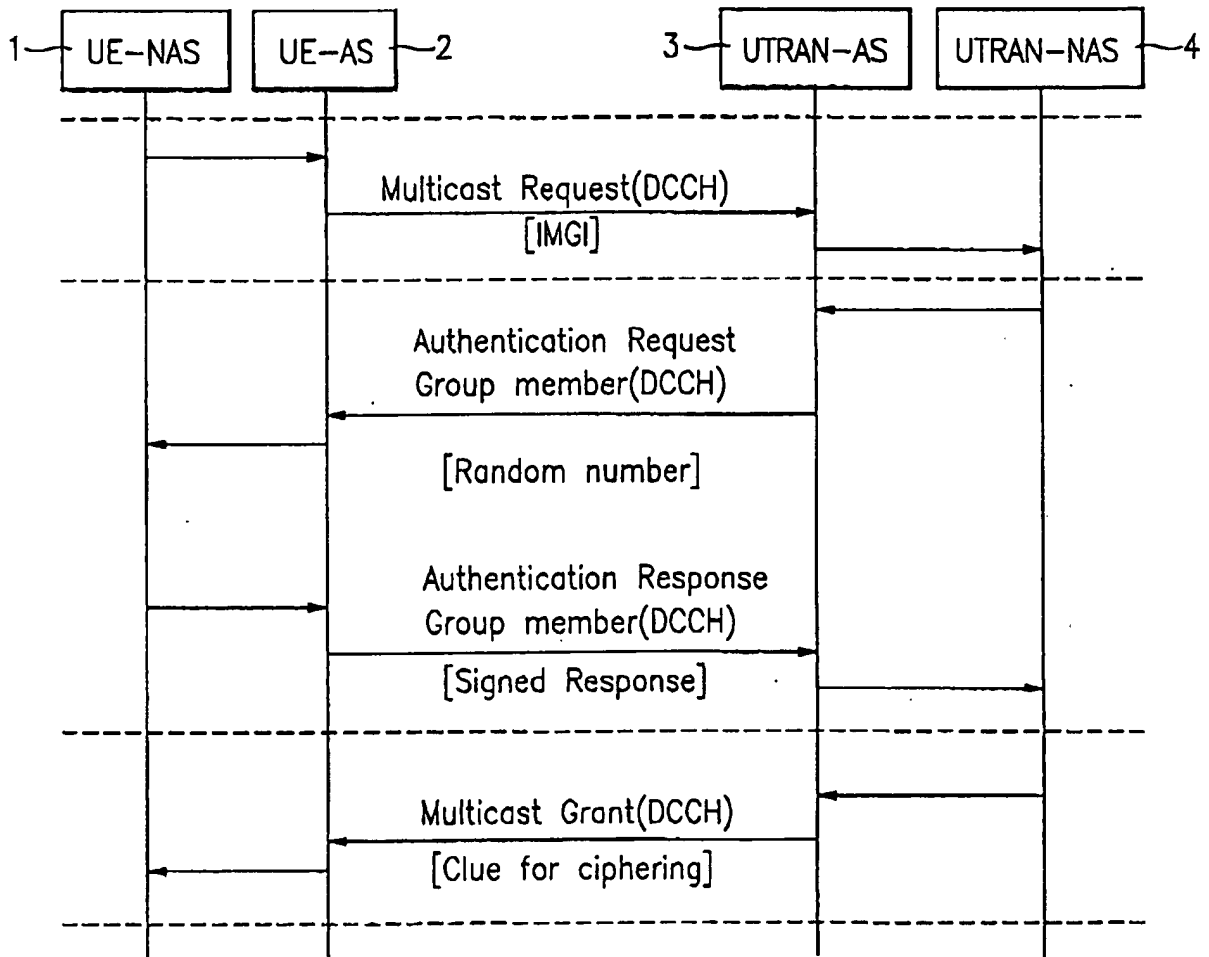 1 UE-NAS UE-AS 2 3 UTRAN-AS UTRAN-NAS 4
Multicast Request(DCCH)
[IMGI]
Authentication Request
Group member(DCCH)
[Random number]
Authentication Response
Group member(DCCH)
[Signed Response]
Multicast Grant(DCCH)
[Clue for ciphering]